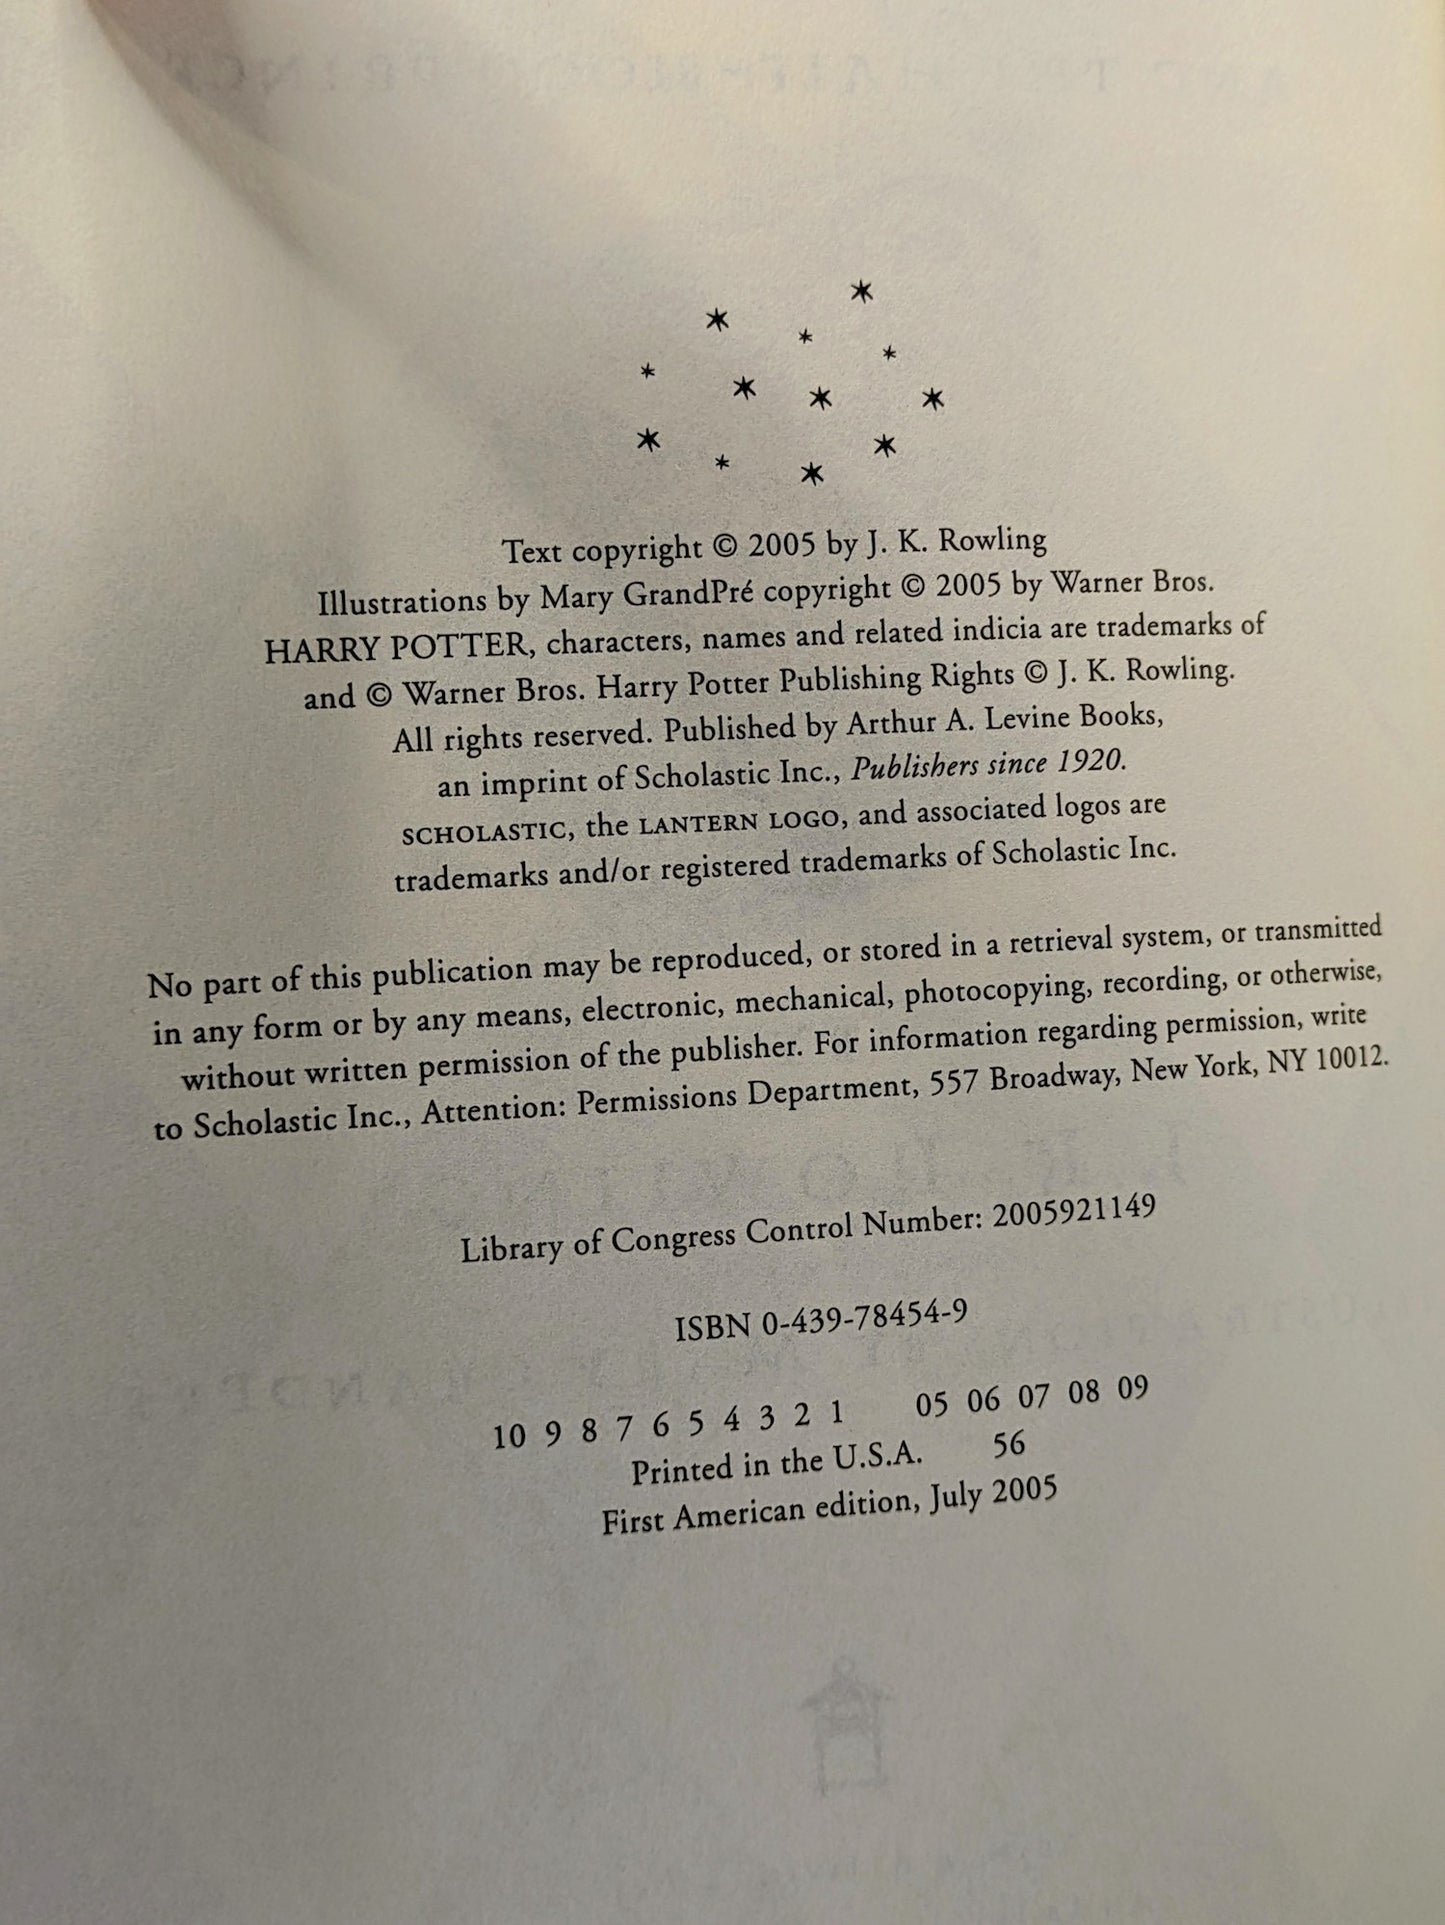 Text copyright © 2005 by J. K. Rowling
Illustrations by Mary GrandPré copyright © 2005 by Warner Bros.
HARRY POTTER, characters, names and related indicia are trademarks of
and © Warner Bros. Harry Potter Publishing Rights © J. K. Rowling.
All rights reserved. Published by Arthur A. Levine Books,
an imprint of Scholastic Inc., Publishers since 1920.
SCHOLASTIC, the LANTERN LOGO, and associated logos are
trademarks and/or registered trademarks of Scholastic Inc.
No part of this publication may be reproduced, or stored in a retrieval system, or transmitted
in any form or by any means, electronic, mechanical, photocopying, recording, or otherwise,
without written permission of the publisher. For information regarding permission, write
to Scholastic Inc., Attention: Permissions Department, 557 Broadway, New York, NY 10012.
Library of Congress Control Number: 2005921149
ISBN 0-439-78454-9
10 9 8 7 6 5 4 3 2 1 05 06 07 08 09
Printed in the U.S.A. 56
First American edition, July 2005